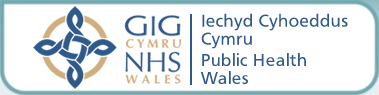 GIG
CYMRU
NHS
WALES
Iechyd Cyhoeddus
Cymru
Public Health
Wales